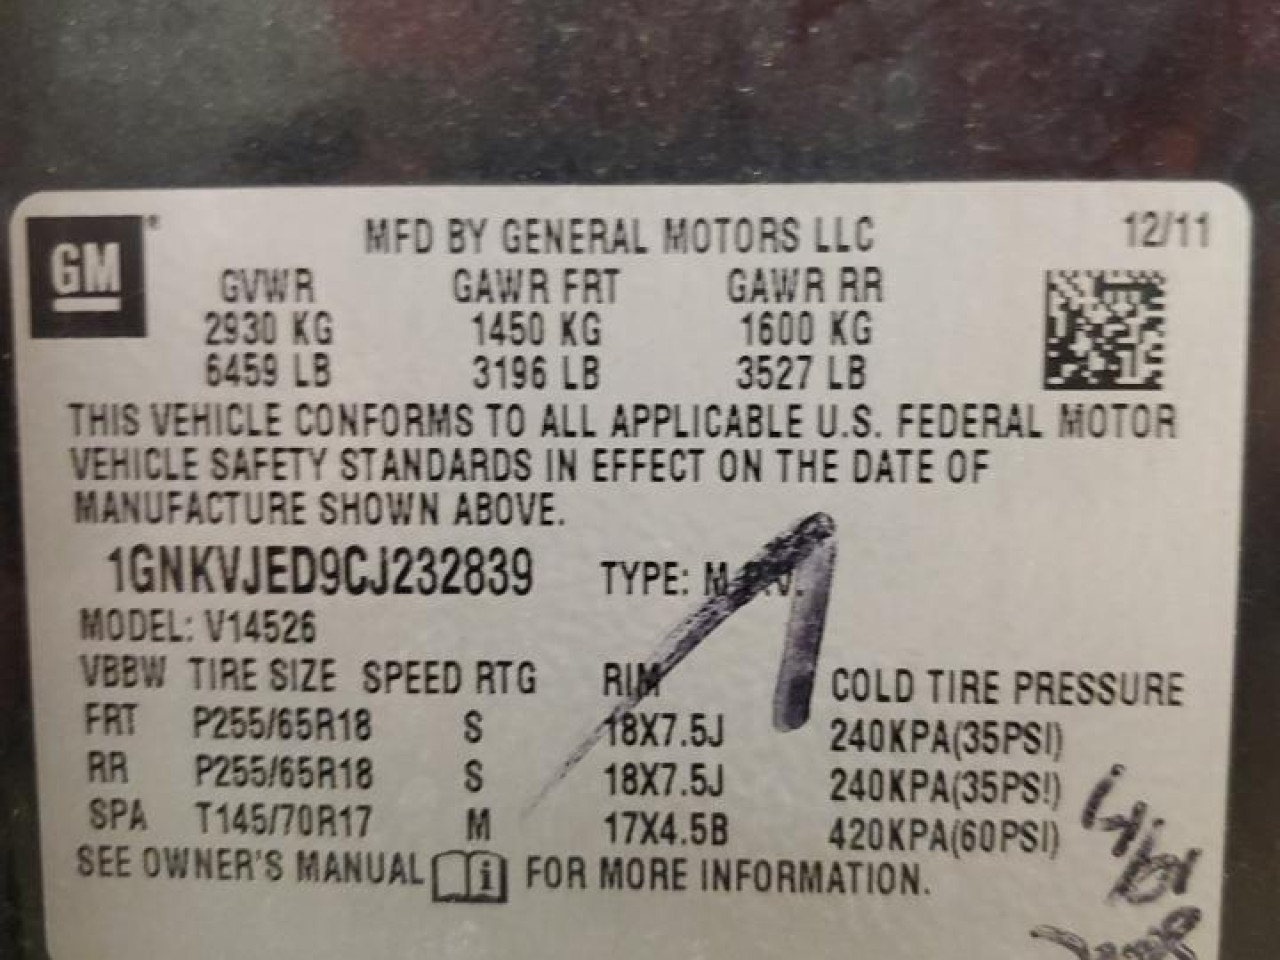 GM ® MFD BY GENERAL MOTORS LLC 12/11
GVWR GAWR FRT GAWR RR
2930 KG 1450 KG 1600 KG
6459 LB 3196 LB 3527 LB
THIS VEHICLE CONFORMS TO ALL APPLICABLE U.S. FEDERAL MOTOR
VEHICLE SAFETY STANDARDS IN EFFECT ON THE DATE OF
MANUFACTURE SHOWN ABOVE.
1GNKVJED9CJ232839 TYPE: M.P.V.
MODEL: V14526
VBBW TIRE SIZE SPEED RTG RIM COLD TIRE PRESSURE
FRT P255/65R18 S 18X7.5J 240KPA(35PSI)
RR P255/65R18 S 18X7.5J 240KPA(35PSI)
SPA T145/70R17 M 17X4.5B 420KPA(60PSI)
SEE OWNER'S MANUAL i FOR MORE INFORMATION.